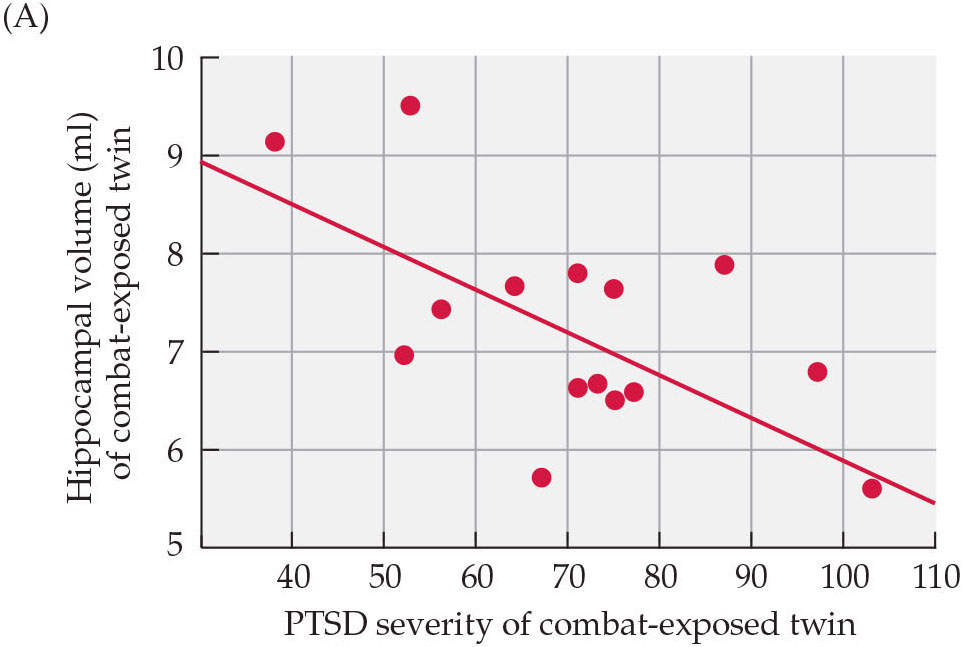 (A)
10
9
8
7
6
5
Hippocampal volume (ml)
of combat-exposed twin
40 50 60 70 80 90 100 110
PTSD severity of combat-exposed twin